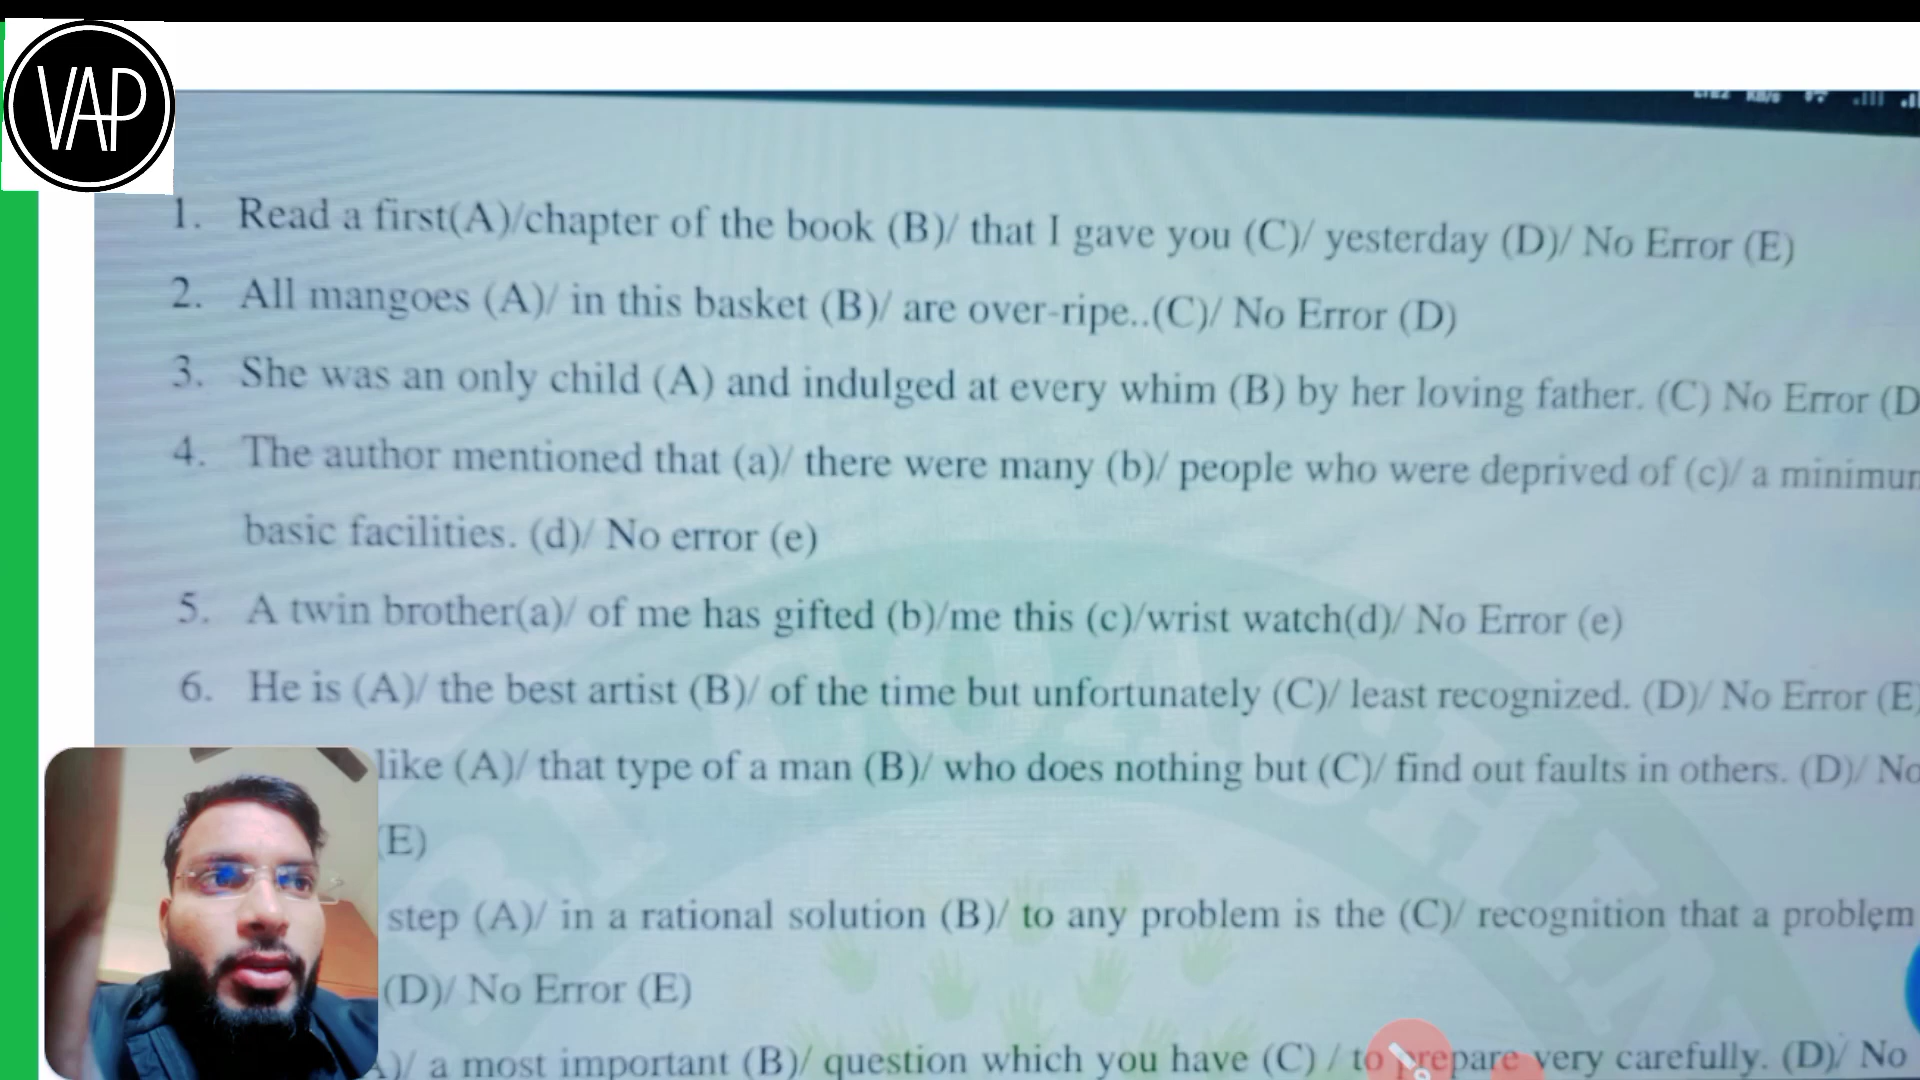 VAP
KB/s
1. Read a first(A)/chapter of the book (B)/ that I gave you (C)/ yesterday (D)/ No Error (E)
2. All mangoes (A)/ in this basket (B)/ are over-ripe..(C)/ No Error (D)
3. She was an only child (A) and indulged at every whim (B) by her loving father. (C) No Error (D
4. The author mentioned that (a)/ there were many (b)/ people who were deprived of (c)/ a
basic facilities. (d)/ No error (e)
5. A twin brother(a)/ of me has gifted (b)/me this (c)/wrist watch(d)/ No Error (e)
6. He is (A)/ the best artist (B)/ of the time but unfortunately (C)/ least recognized. (D)/ No Error (E)
like (A)/ that type of a man (B)/ who does nothing but (C)/ find out faults in others. (D)/ No
(E)
step (A)/ in a rational solution (B)/ to any problem is the (C)/ recognition that a problem
(D)/ No Error (E)
)/ a most important (B)/ question which you have (C) / to prepare very carefully. (D)/ No